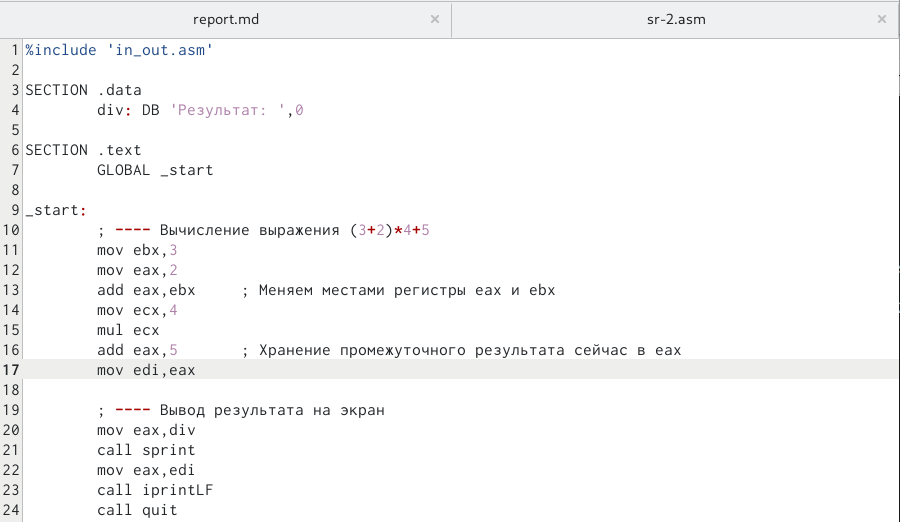 report.md × sr-2.asm ×
1 %include 'in_out.asm'
2
3 SECTION .data
4 div: DB 'Результат: ',0
5
6 SECTION .text
7 GLOBAL _start
8
9 _start:
10 ; ---- Вычисление выражения (3+2)*4+5
11 mov ebx,3
12 mov eax,2
13 add eax,ebx ; Меняем местами регистры eax и ebx
14 mov ecx,4
15 mul ecx
16 add eax,5 ; Хранение промежуточного результата сейчас в eax
17 mov edi,eax
18
19 ; ---- Вывод результата на экран
20 mov eax,div
21 call sprint
22 mov eax,edi
23 call iprintLF
24 call quit